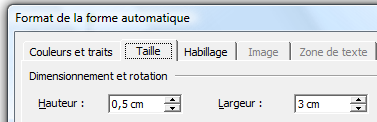 Format de la forme automatique
Couleurs et traits Taille Habillage Image Zone de texte
Dimensionnement et rotation
Hauteur : 0,5 cm Largeur : 3 cm